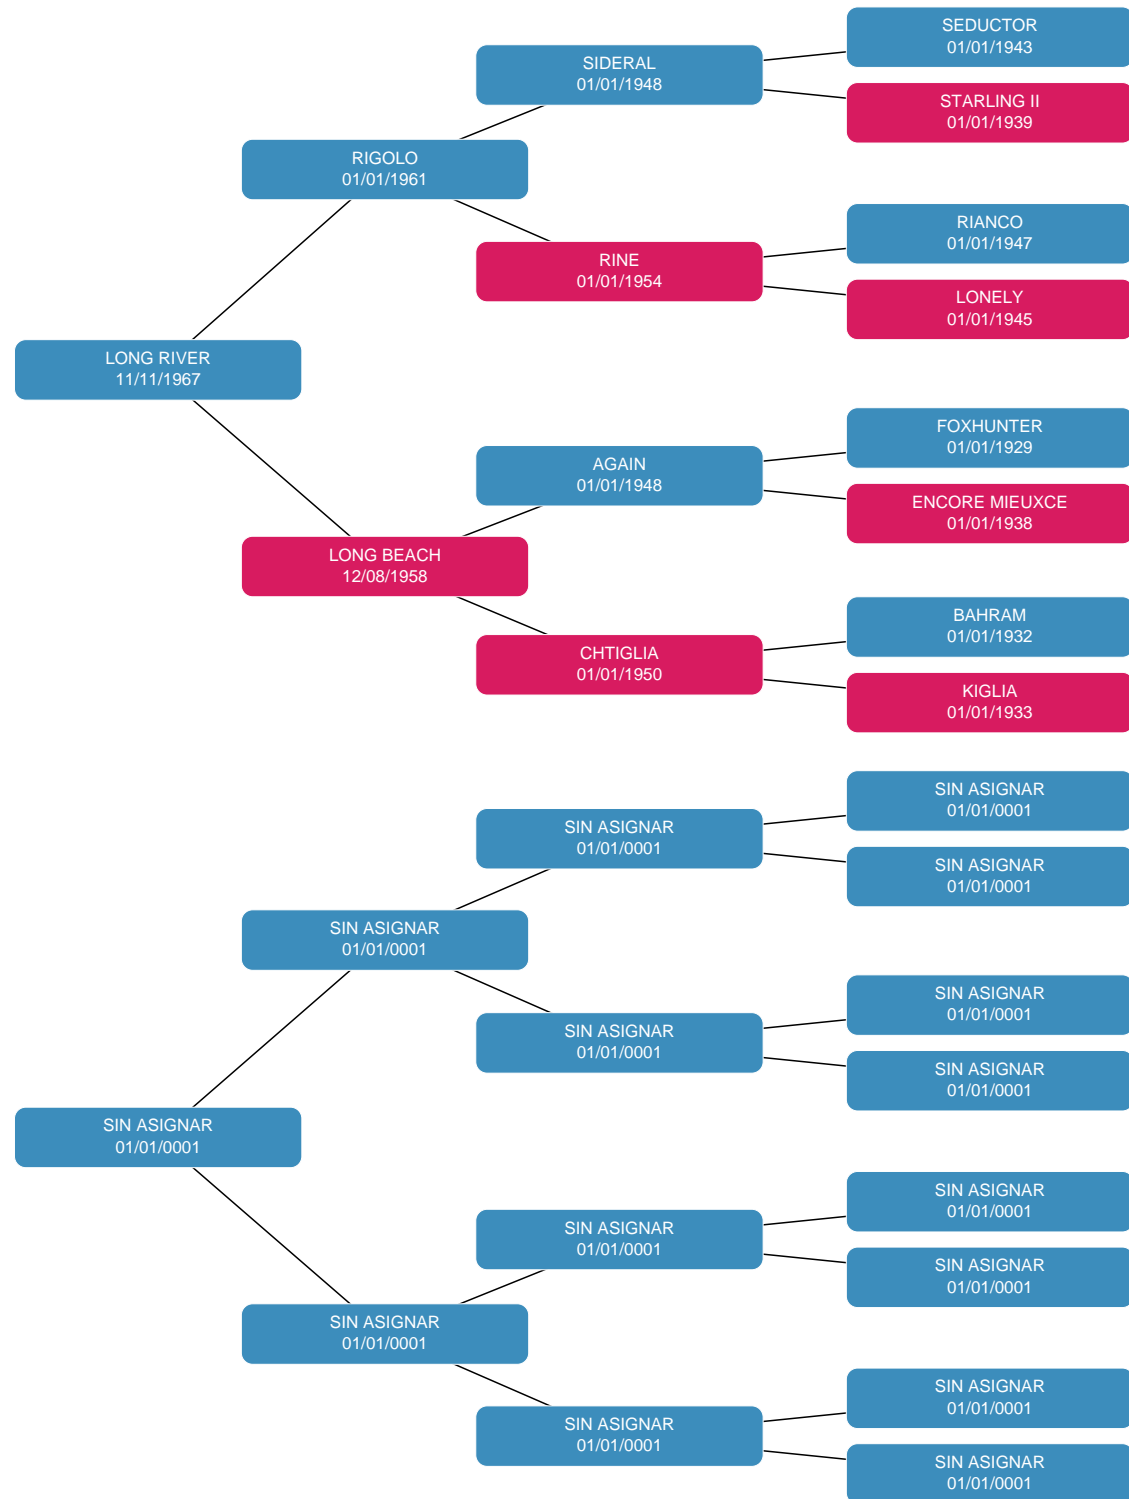 SEDUCTOR
01/01/1943
SIDERAL
01/01/1948
STARLING II
01/01/1939
RIGOLO
01/01/1961
RIANCO
01/01/1947
RINE
01/01/1954
LONELY
01/01/1945
LONG RIVER
11/11/1967
FOXHUNTER
01/01/1929
AGAIN
01/01/1948
ENCORE MIEUXCE
01/01/1938
LONG BEACH
12/08/1958
BAHRAM
01/01/1932
CHTIGLIA
01/01/1950
KIGLIA
01/01/1933
SIN ASIGNAR
01/01/0001
SIN ASIGNAR
01/01/0001
SIN ASIGNAR
01/01/0001
SIN ASIGNAR
01/01/0001
SIN ASIGNAR
01/01/0001
SIN ASIGNAR
01/01/0001
SIN ASIGNAR
01/01/0001
SIN ASIGNAR
01/01/0001
SIN ASIGNAR
01/01/0001
SIN ASIGNAR
01/01/0001
SIN ASIGNAR
01/01/0001
SIN ASIGNAR
01/01/0001
SIN ASIGNAR
01/01/0001
SIN ASIGNAR
01/01/0001
SIN ASIGNAR
01/01/0001